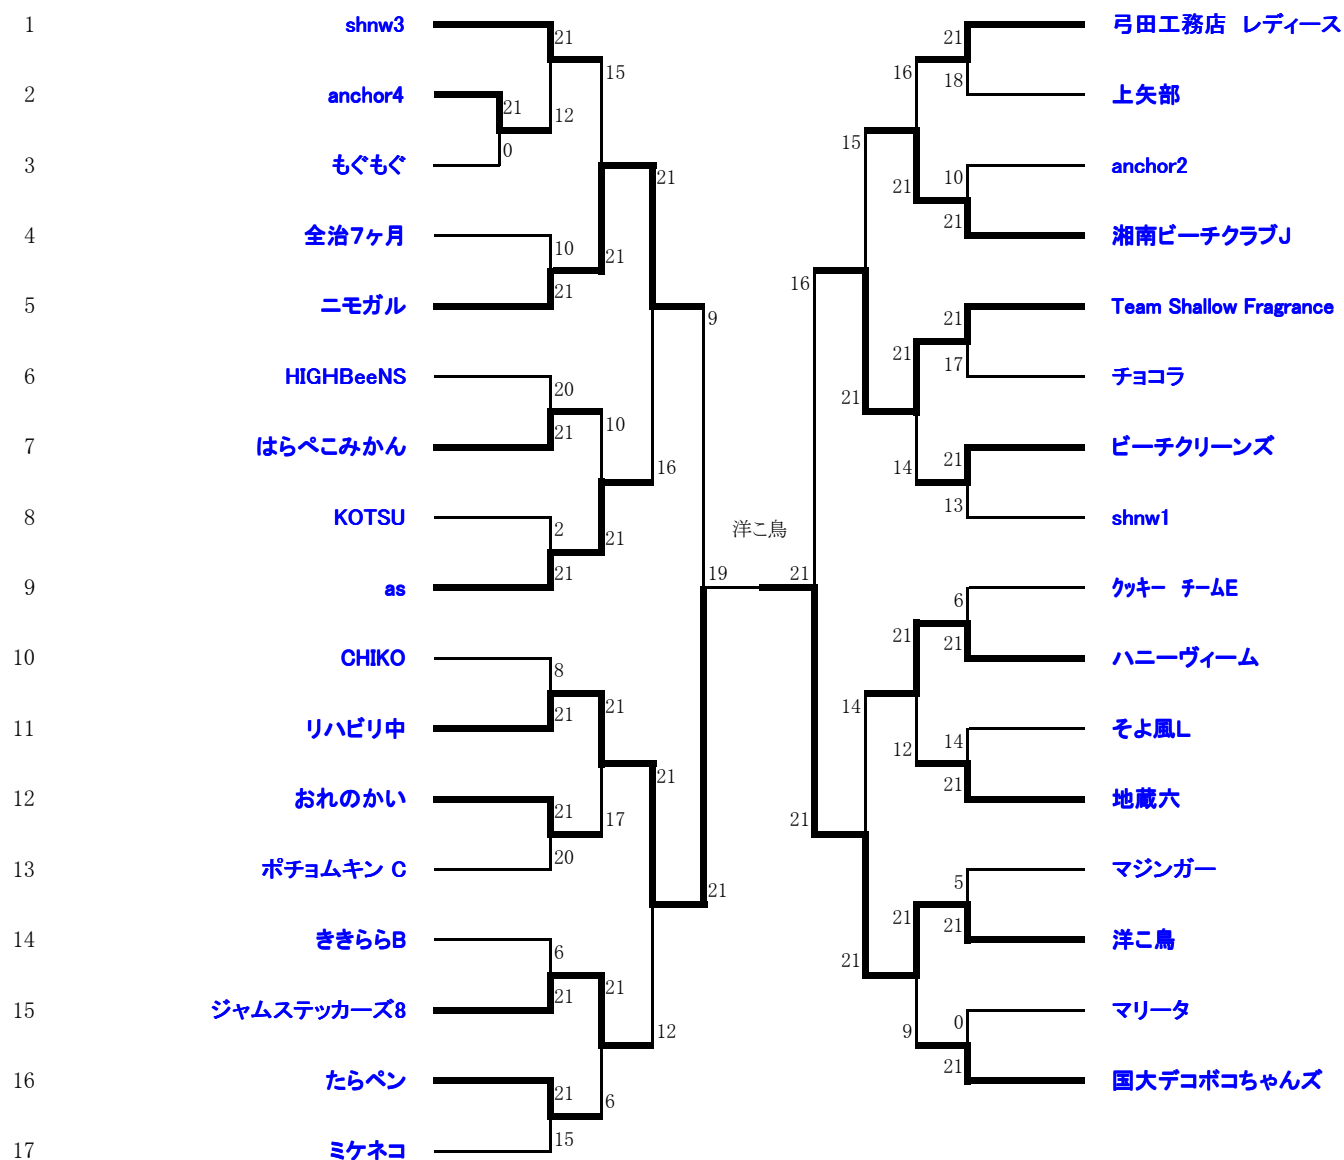 1 shnw3 21 21 弓田工務店　レディース
15 16
2 anchor4 21 12 18 上矢部
0 15
3 もぐもぐ 21 10 anchor2
21
4 全治7ヶ月 10 21 21 湘南ビーチクラブJ
21 16
5 ニモガル 9 21 Team Shallow Fragrance
21
6 HIGHBeeNS 20 17 チョコラ
10 21
7 はらぺこみかん 21 16 14 21 ビーチクリーンズ
8 KOTSU 2 21 洋こ鳥 13 shnw1
9 as 21 19 21 6 ｸｯｷｰ　ﾁｰﾑE
10 CHIKO 8 21 21 ハニーヴィーム
21 14
11 リハビリ中 21 12 14 そよ風L
21
12 おれのかい 21 17 21 21 地蔵六
13 ポチョムキン C 20 21 5 マジンガー
21
14 ききららB 6 21 21 洋こ鳥
21
15 ジャムステッカーズ8 21 12 9 0 マリータ
16 たらペン 21 6 21 国大デコボコちゃんズ
17 ミケネコ 15